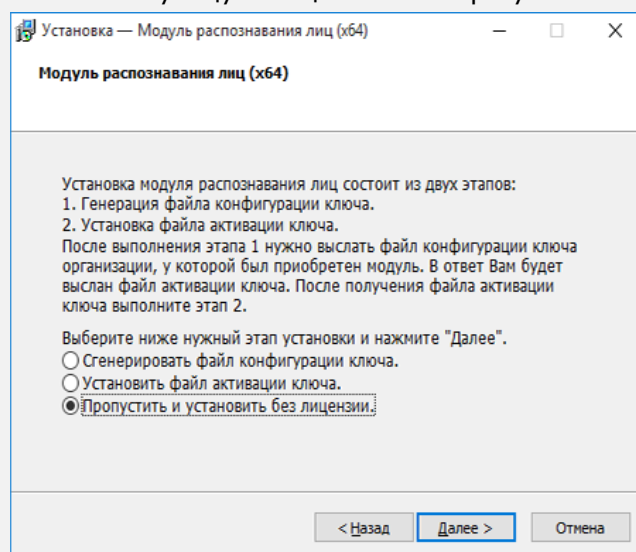 Установка — Модуль распознавания лиц (x64)
Модуль распознавания лиц (x64)
Установка модуля распознавания лиц состоит из двух этапов:
1. Генерация файла конфигурации ключа.
2. Установка файла активации ключа.
После выполнения этапа 1 нужно выслать файл конфигурации ключа
организации, у которой был приобретен модуль. В ответ Вам будет
выслан файл активации ключа. После получения файла активации
ключа выполните этап 2.
Выберите ниже нужный этап установки и нажмите "Далее".
Сгенерировать файл конфигурации ключа.
Установить файл активации ключа.
Пропустить и установить без лицензии.
< Назад
Далее >
Отмена